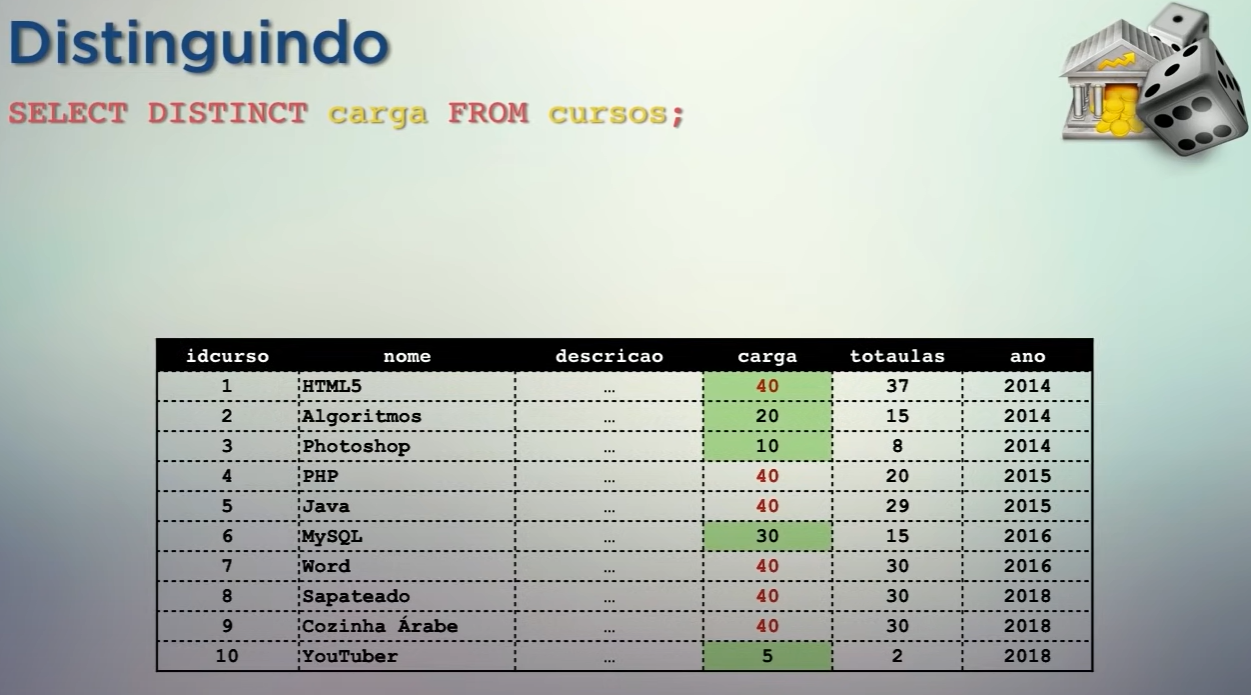 Distinguindo
SELECT DISTINCT carga FROM cursos;
idcurso nome descricao carga totaulas ano
1 HTML5 … 40 37 2014
2 Algoritmos … 20 15 2014
3 Photoshop … 10 8 2014
4 PHP … 40 20 2015
5 Java … 40 29 2015
6 MySQL … 30 15 2016
7 Word … 40 30 2016
8 Sapateado … 40 30 2018
9 Cozinha Árabe … 40 30 2018
10 YouTuber … 5 2 2018